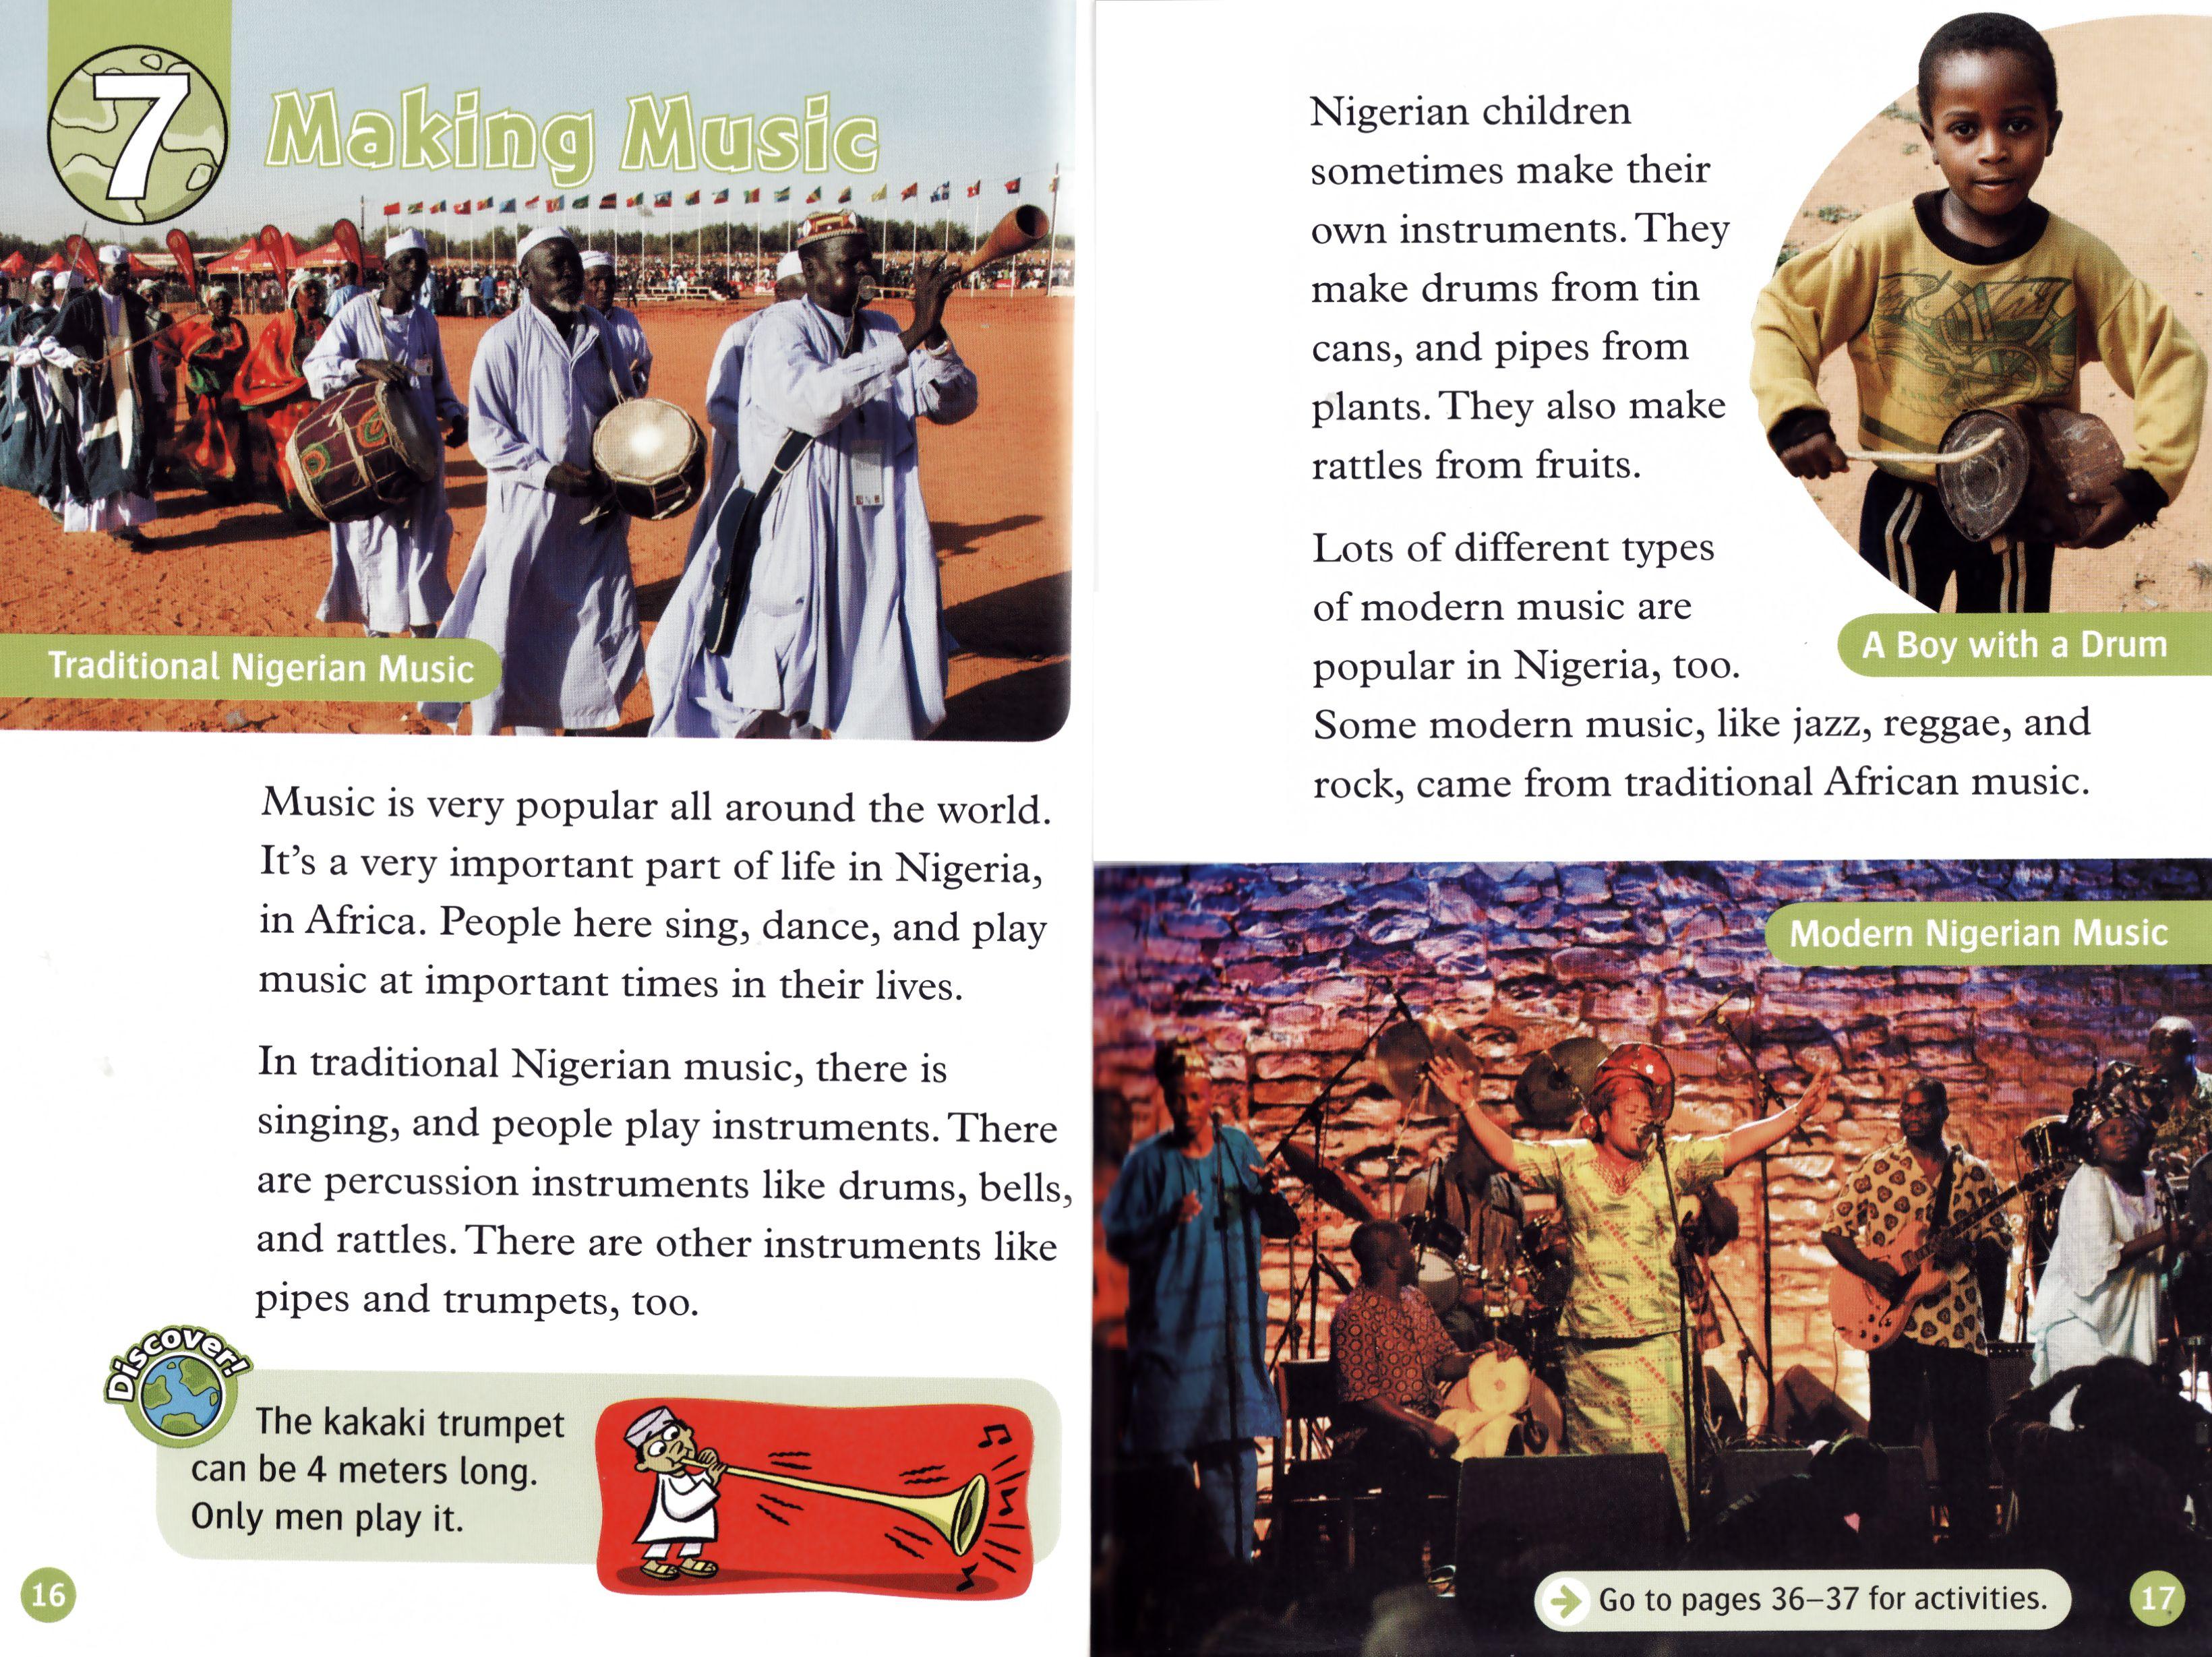 7
Making Music
Traditional Nigerian Music
Music is very popular all around the world.
It's a very important part of life in Nigeria,
in Africa. People here sing, dance, and play
music at important times in their lives.
In traditional Nigerian music, there is
singing, and people play instruments. There
are percussion instruments like drums, bells,
and rattles. There are other instruments like
pipes and trumpets, too.
Discover!
The kakaki trumpet
can be 4 meters long.
Only men play it.
16
Nigerian children
sometimes make their
own instruments. They
make drums from tin
cans, and pipes from
plants. They also make
rattles from fruits.
A Boy with a Drum
Lots of different types
of modern music are
popular in Nigeria, too.
Some modern music, like jazz, reggae, and
rock, came from traditional African music.
Modern Nigerian Music
Go to pages 36–37 for activities.
17